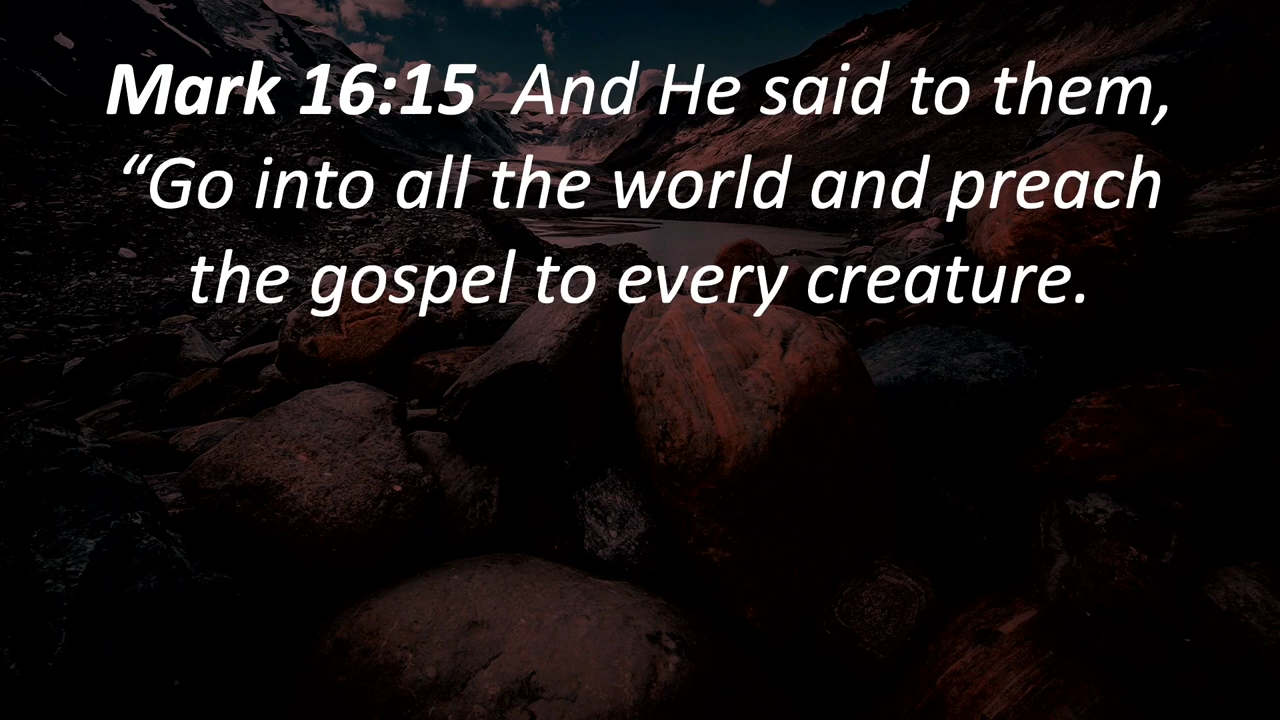 Mark 16:15  And He said to them,
“Go into all the world and preach
the gospel to every creature.